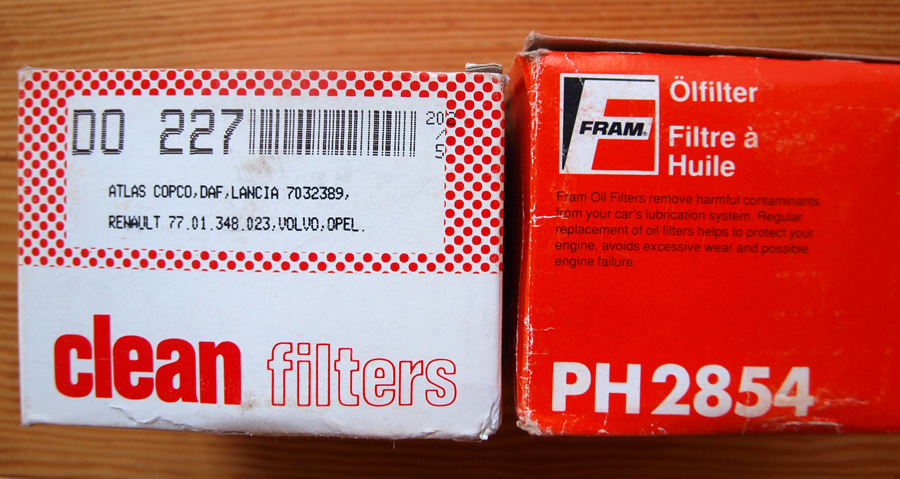 DO 227
ATLAS COPCO,DAF,LANCIA 7032389,
RENAULT 77.01.348.023,VOLVO,OPEL.
clean filters
FRAM®
Ölfilter
Filtre à
Huile
Fram Oil Filters remove harmful contaminants
from your car's lubrication system. Regular
replacement of oil filters helps to protect your
engine, avoids excessive wear and possible
engine failure.
PH2854